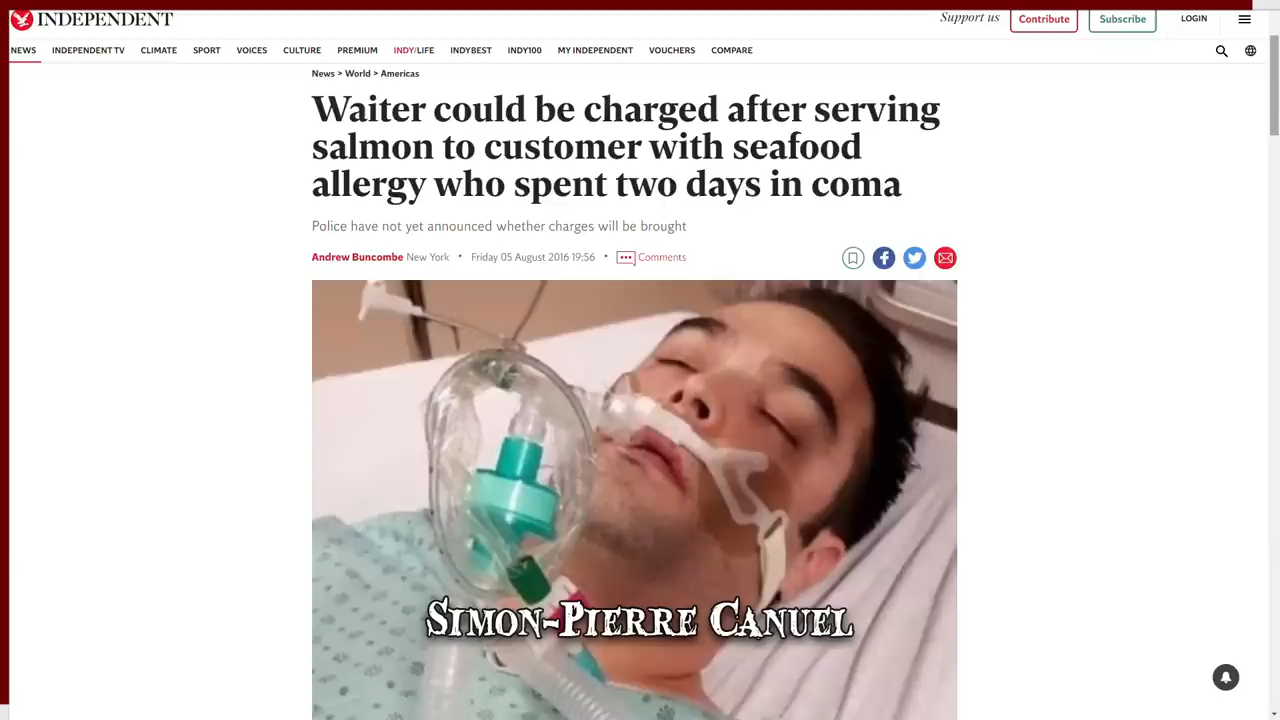 INDEPENDENT
Support us
Contribute
Subscribe
LOGIN
NEWS INDEPENDENT TV CLIMATE SPORT VOICES CULTURE PREMIUM INDY/LIFE INDYBEST INDY100 MY INDEPENDENT VOUCHERS COMPARE
News > World > Americas
Waiter could be charged after serving
salmon to customer with seafood
allergy who spent two days in coma
Police have not yet announced whether charges will be brought
Andrew Buncombe New York • Friday 05 August 2016 19:56 • Comments
SIMON-PIERRE CANUEL